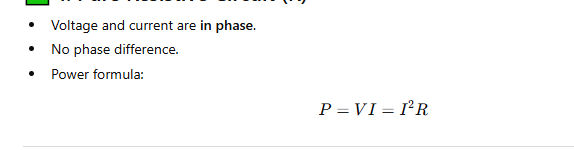 • Voltage and current are in phase.
• No phase difference.
• Power formula:
P = VI = I²R